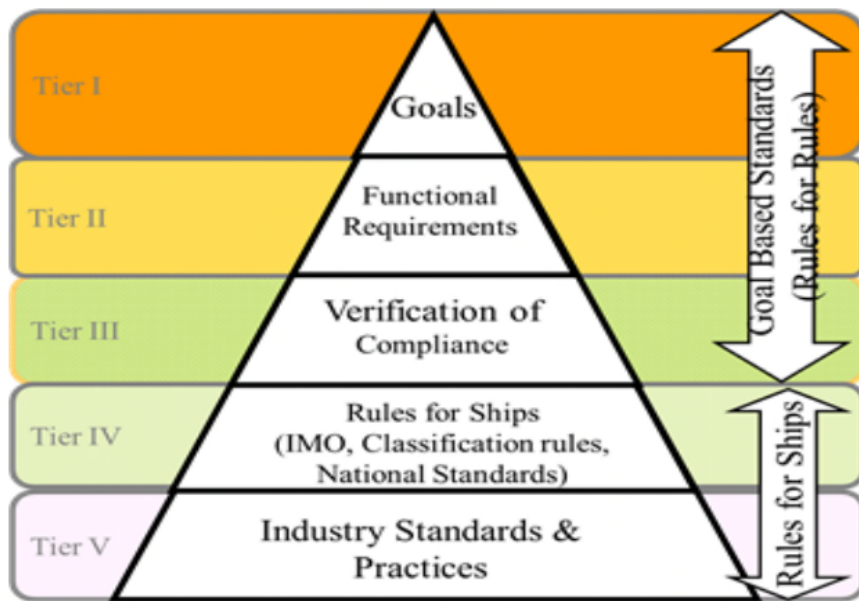 Tier I
Goals
Tier II
Functional
Requirements
Tier III
Verification of
Compliance
Tier IV
Rules for Ships
(IMO, Classification rules,
National Standards)
Tier V
Industry Standards &
Practices
Goal Based Standards
(Rules for Rules)
Rules for Ships